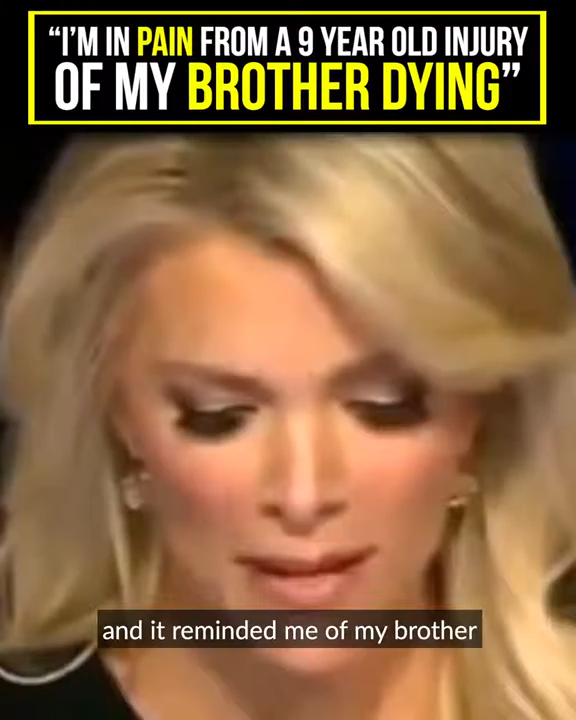 “I’M IN PAIN FROM A 9 YEAR OLD INJURY
OF MY BROTHER DYING”
and it reminded me of my brother